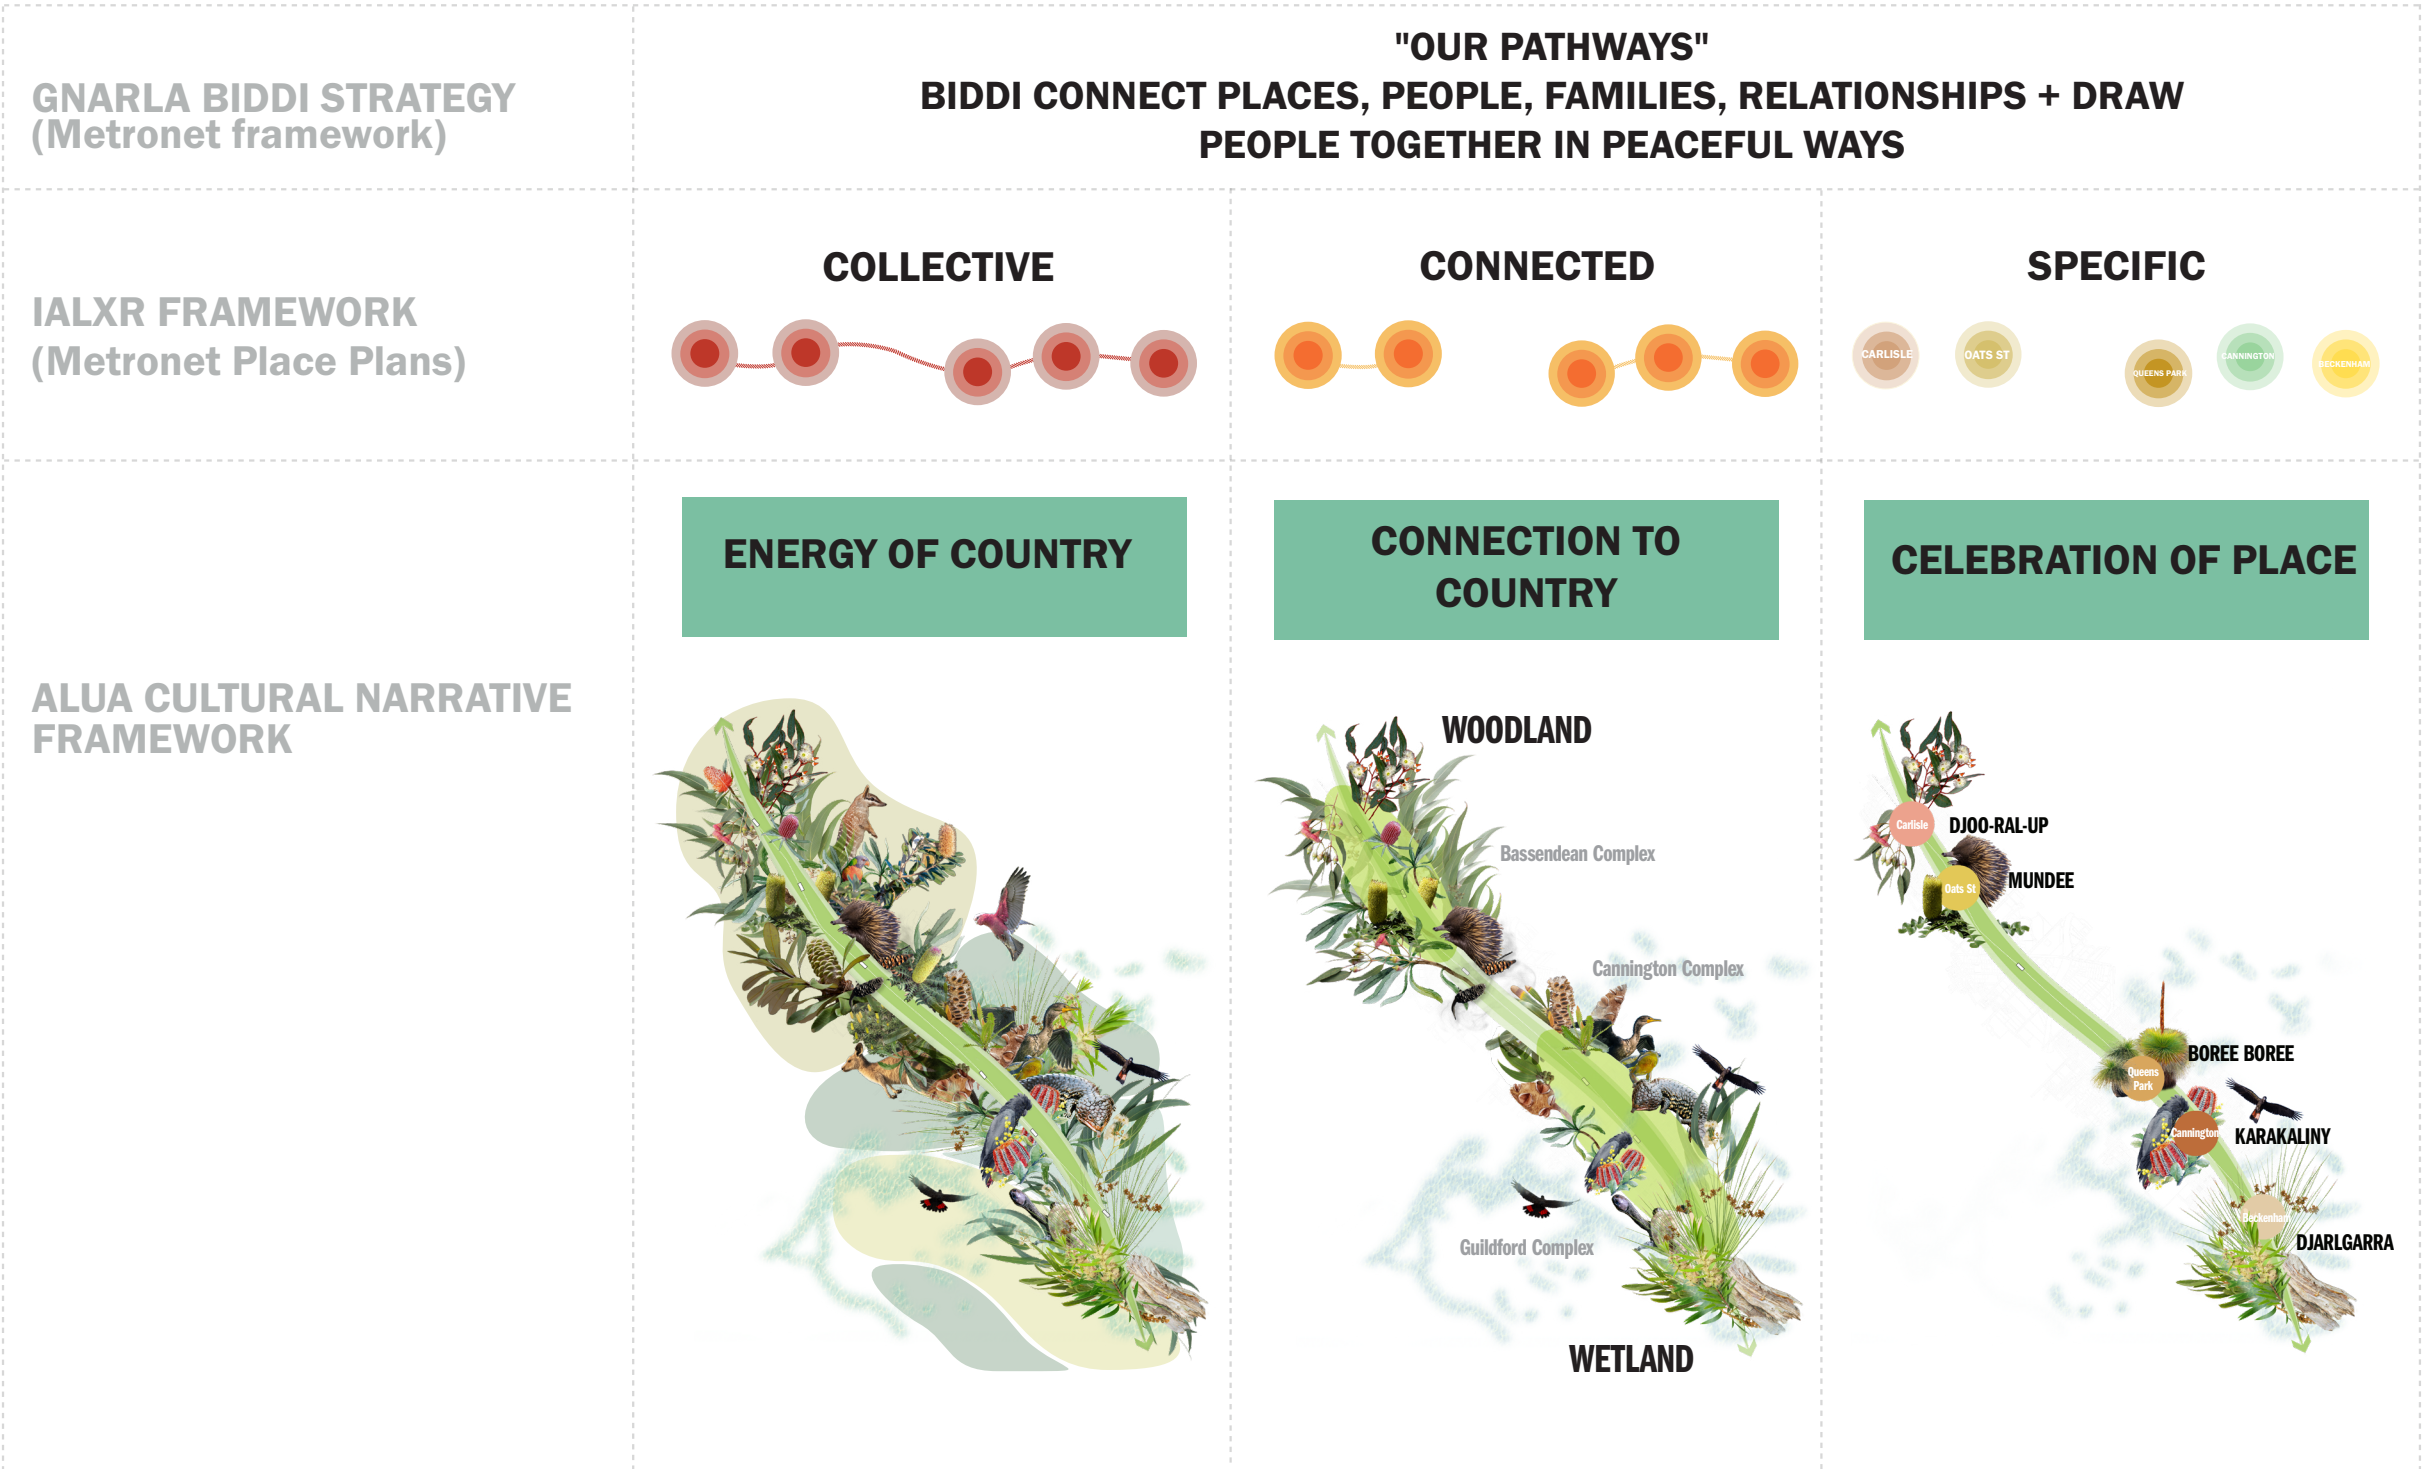 GNARLA BIDDI STRATEGY
(Metronet framework)
"OUR PATHWAYS"
BIDDI CONNECT PLACES, PEOPLE, FAMILIES, RELATIONSHIPS + DRAW
PEOPLE TOGETHER IN PEACEFUL WAYS
IALXR FRAMEWORK
(Metronet Place Plans)
COLLECTIVE
CONNECTED
SPECIFIC
CARLISLE
OATS ST
QUEENS PARK
CANNINGTON
BECKENHAM
ALUA CULTURAL NARRATIVE
FRAMEWORK
ENERGY OF COUNTRY
CONNECTION TO
COUNTRY
CELEBRATION OF PLACE
WOODLAND
Bassendean Complex
Cannington Complex
Guildford Complex
WETLAND
Carlisle
DJOO-RAL-UP
Oats St
MUNDEE
Queens
Park
BOREE BOREE
Cannington
KARAKALINY
Beckenham
DJARLGARRA